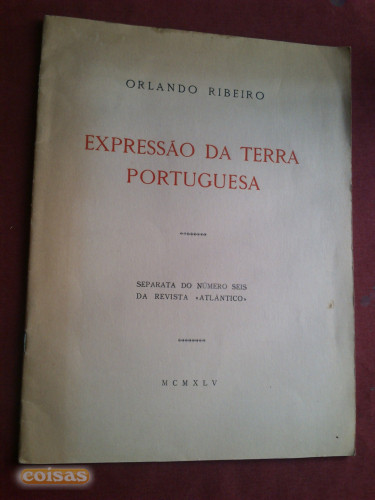 ORLANDO RIBEIRO
EXPRESSÃO DA TERRA
PORTUGUESA
SEPARATA DO NÚMERO SEIS
DA REVISTA «ATLÂNTICO»
MCMXLV
coisas